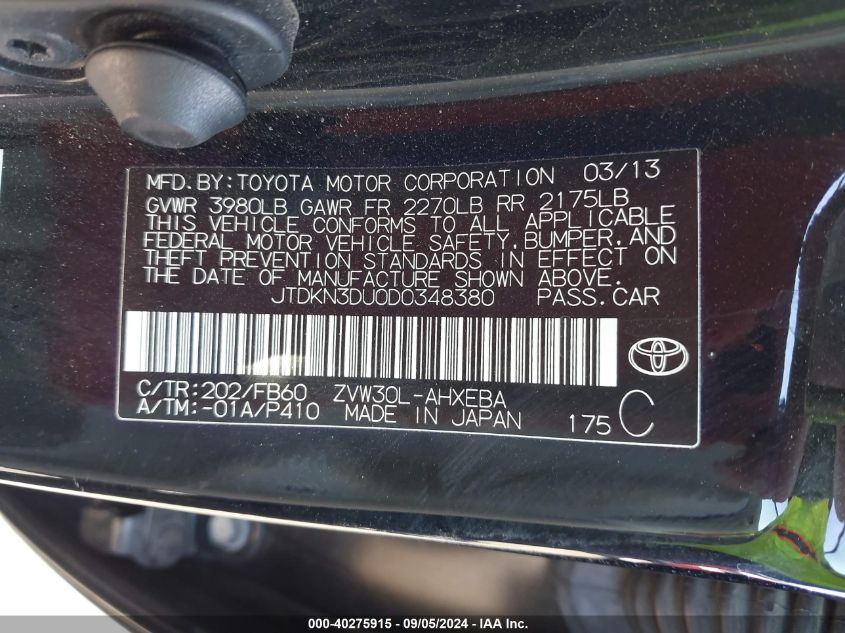 MFD. BY: TOYOTA MOTOR CORPORATION 03/13
GVWR 3980LB GAWR FR 2270LB RR 2175LB
THIS VEHICLE CONFORMS TO ALL APPLICABLE
FEDERAL MOTOR VEHICLE SAFETY, BUMPER, AND
THEFT PREVENTION STANDARDS IN EFFECT ON
THE DATE OF MANUFACTURE SHOWN ABOVE.
JTDKN3DU0D0348380 PASS. CAR
C/TR: 202/FB60 ZVW30L-AHXEBA
A/TM: -01A/P410 MADE IN JAPAN 175 C
000-40275915 - 09/05/2024 - IAA Inc.